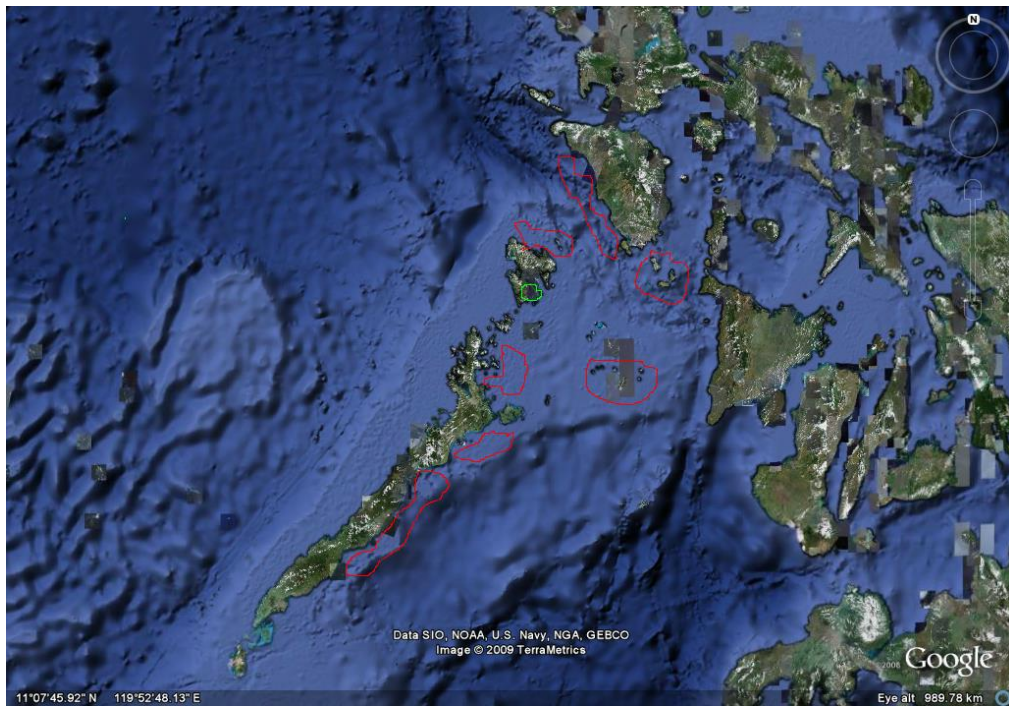 N
Data SIO, NOAA, U.S. Navy, NGA, GEBCO
Image © 2009 TerraMetrics
2008 Google
11°07'45.92" N 119°52'48.13" E
Eye alt 989.78 km